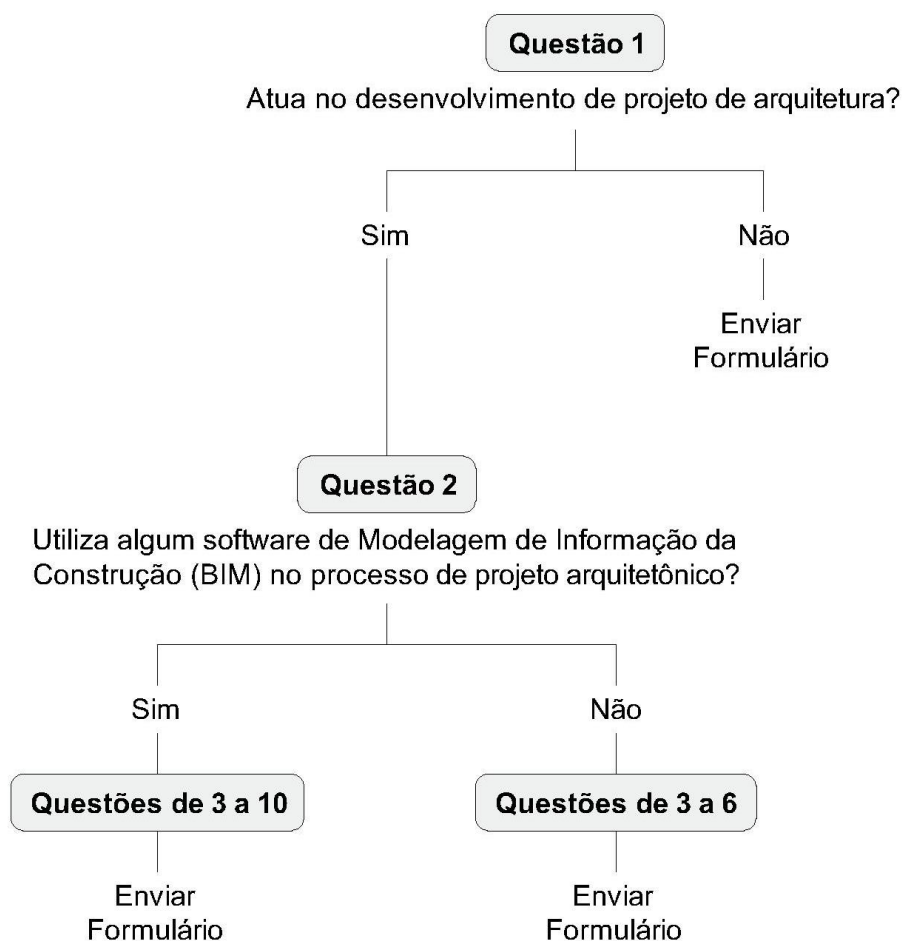 Questão 1
Atua no desenvolvimento de projeto de arquitetura?
Sim
Não
Enviar
Formulário
Questão 2
Utiliza algum software de Modelagem de Informação da
Construção (BIM) no processo de projeto arquitetônico?
Sim
Não
Questões de 3 a 10
Questões de 3 a 6
Enviar
Formulário
Enviar
Formulário